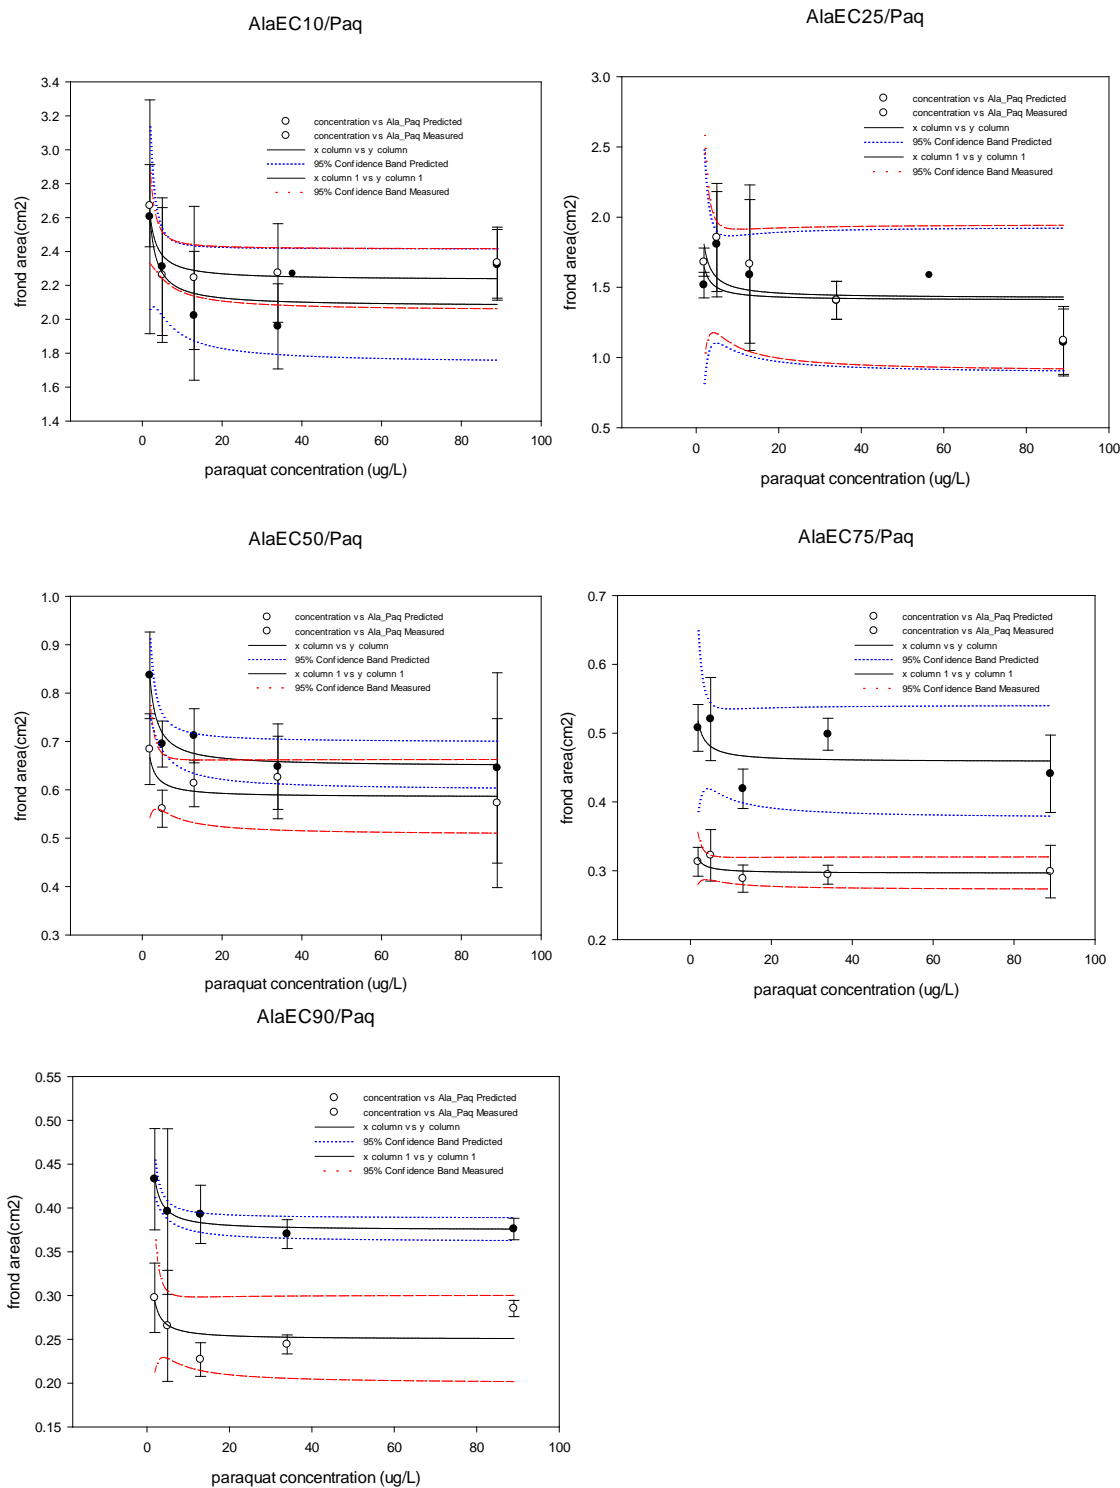 AlaEC10/Paq
frond area(cm2)
3.4
3.2
3.0
2.8
2.6
2.4
2.2
2.0
1.8
1.6
1.4
concentration vs Ala_Paq Predicted
concentration vs Ala_Paq Measured
x column vs y column
95% Confidence Band Predicted
x column 1 vs y column 1
95% Confidence Band Measured
0 20 40 60 80 100
paraquat concentration (ug/L)
AlaEC25/Paq
frond area(cm2)
3.0
2.5
2.0
1.5
1.0
0.5
concentration vs Ala_Paq Predicted
concentration vs Ala_Paq Measured
x column vs y column
95% Confidence Band Predicted
x column 1 vs y column 1
95% Confidence Band Measured
0 20 40 60 80 100
paraquat concentration (ug/L)
AlaEC50/Paq
frond area(cm2)
1.0
0.9
0.8
0.7
0.6
0.5
0.4
0.3
concentration vs Ala_Paq Predicted
concentration vs Ala_Paq Measured
x column vs y column
95% Confidence Band Predicted
x column 1 vs y column 1
95% Confidence Band Measured
0 20 40 60 80 100
paraquat concentration (ug/L)
AlaEC75/Paq
frond area(cm2)
0.7
0.6
0.5
0.4
0.3
0.2
concentration vs Ala_Paq Predicted
concentration vs Ala_Paq Measured
x column vs y column
95% Confidence Band Predicted
x column 1 vs y column 1
95% Confidence Band Measured
0 20 40 60 80 100
paraquat concentration (ug/L)
AlaEC90/Paq
frond area(cm2)
0.55
0.50
0.45
0.40
0.35
0.30
0.25
0.20
0.15
concentration vs Ala_Paq Predicted
concentration vs Ala_Paq Measured
x column vs y column
95% Confidence Band Predicted
x column 1 vs y column 1
95% Confidence Band Measured
0 20 40 60 80 100
paraquat concentration (ug/L)